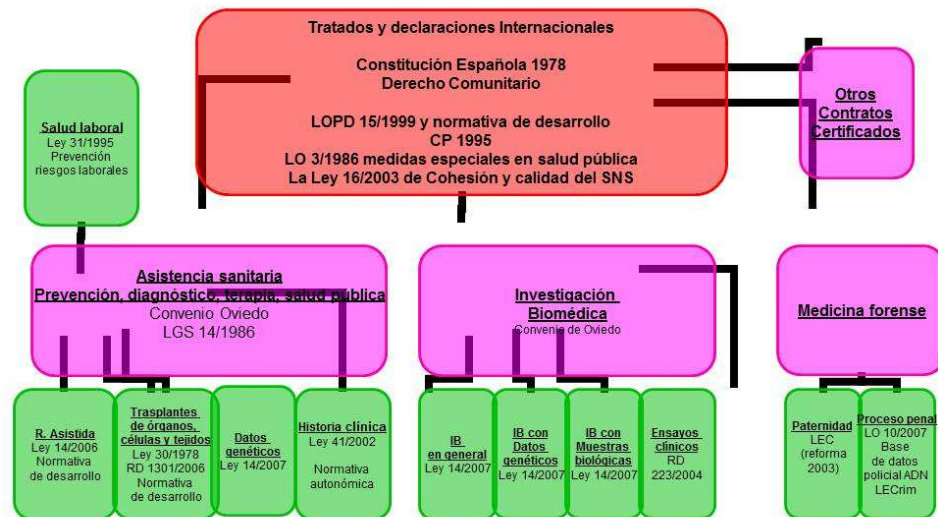 Tratados y declaraciones Internacionales
Constitución Española 1978
Derecho Comunitario
LOPD 15/1999 y normativa de desarrollo
CP 1995
LO 3/1986 medidas especiales en salud pública
La Ley 16/2003 de Cohesión y calidad del SNS
Otros
Contratos
Certificados
Salud laboral
Ley 31/1995
Prevención
riesgos laborales
Asistencia sanitaria
Prevención, diagnóstico, terapia, salud pública
Convenio Oviedo
LGS 14/1986
Investigación
Biomédica
Convenio de Oviedo
Medicina forense
R. Asistida
Ley 14/2006
Normativa
de desarrollo
Trasplantes
de órganos,
células y tejidos
Ley 30/1978
RD 1301/2006
Normativa
de desarrollo
Datos
genéticos
Ley 14/2007
Historia clínica
Ley 41/2002
Normativa
autonómica
IB
en general
Ley 14/2007
IB con
Datos
genéticos
Ley 14/2007
IB con
Muestras
biológicas
Ley 14/2007
Ensayos
clínicos
RD
223/2004
Paternidad
LEC
(reforma
2003)
Proceso penal
LO 10/2007
Base
de datos
policial ADN
LECrim